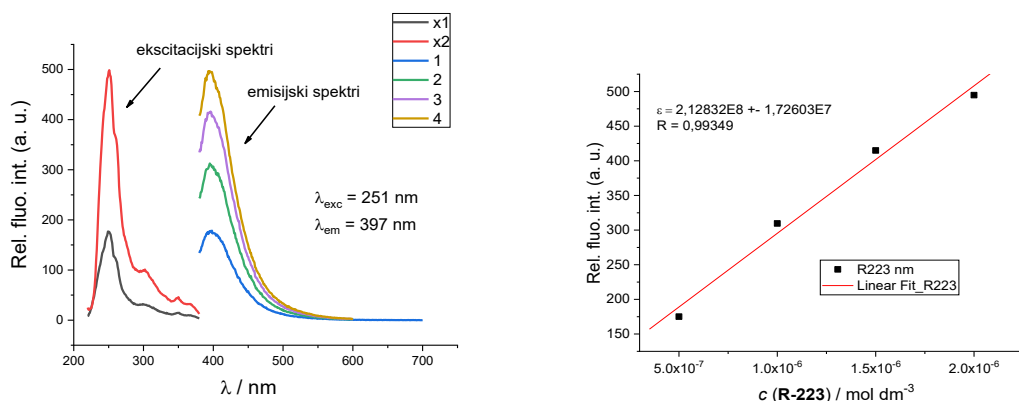 x1
x2
1
2
3
4
ekscitacijski spektri
emisijski spektri
λexc = 251 nm
λem = 397 nm
Rel. fluo. int. (a. u.)
500
400
300
200
100
0
200 300 400 500 600 700
λ / nm
ε = 2,12832E8 +- 1,72603E7
R = 0,99349
R223 nm
Linear Fit_R223
Rel. fluo. int. (a. u.)
500
450
400
350
300
250
200
150
5.0x10⁻⁷ 1.0x10⁻⁶ 1.5x10⁻⁶ 2.0x10⁻⁶
c (R-223) / mol dm⁻³